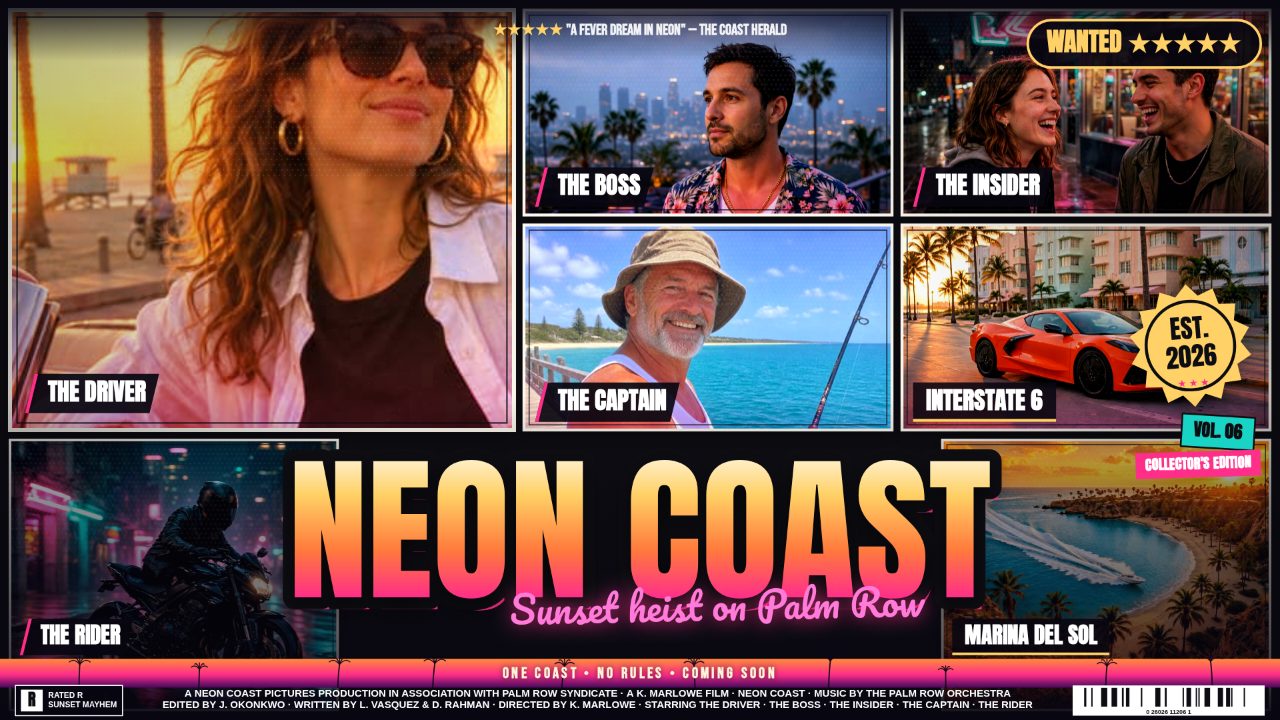 ★★★★★ "A FEVER DREAM IN NEON" — THE COAST HERALD
WANTED ★★★★★
THE DRIVER
THE BOSS
THE INSIDER
THE CAPTAIN
INTERSTATE 6
EST.
2026
★★★
VOL. 06
COLLECTOR'S EDITION
THE RIDER
NEON COAST
Sunset heist on Palm Row
MARINA DEL SOL
ONE COAST • NO RULES • COMING SOON
R
RATED R
SUNSET MAYHEM
A NEON COAST PICTURES PRODUCTION IN ASSOCIATION WITH PALM ROW SYNDICATE · A K. MARLOWE FILM · NEON COAST · MUSIC BY THE PALM ROW ORCHESTRA
EDITED BY J. OKONKWO · WRITTEN BY L. VASQUEZ & D. RAHMAN · DIRECTED BY K. MARLOWE · STARRING THE DRIVER · THE BOSS · THE INSIDER · THE CAPTAIN · THE RIDER
0 26026 11206 1